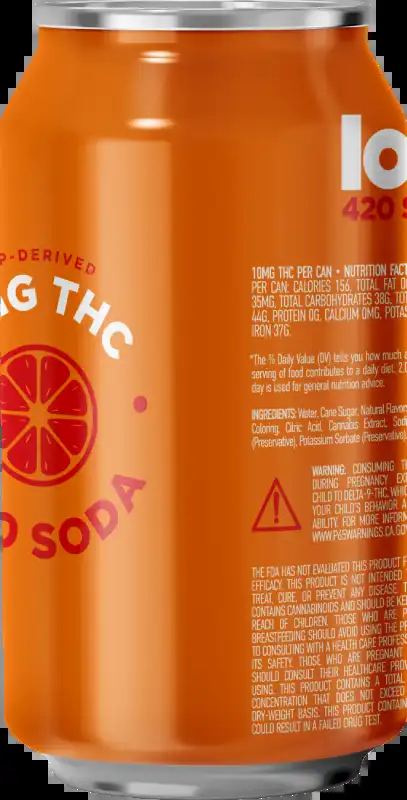 P-DERIVED
G THC
SODA
lo
420 S
10MG THC PER CAN • NUTRITION FACT
PER CAN: CALORIES 156, TOTAL FAT 0
35MG, TOTAL CARBOHYDRATES 38G, TOT
44G, PROTEIN 0G, CALCIUM 0MG, POTAS
IRON 37G.
*The % Daily Value (DV) tells you how much a
serving of food contributes to a daily diet. 2,0
day is used for general nutrition advice.
INGREDIENTS: Water, Cane Sugar, Natural Flavors
Coloring, Citric Acid, Cannabis Extract, Sodi
(Preservative), Potassium Sorbate (Preservative),
WARNING. CONSUMING TH
DURING PREGNANCY EXP
CHILD TO DELTA-9-THC, WHIC
YOUR CHILD'S BEHAVIOR A
ABILITY. FOR MORE INFORM
WWW.P65WARNINGS.CA.GOV
THE FDA HAS NOT EVALUATED THIS PRODUCT F
EFFICACY. THIS PRODUCT IS NOT INTENDED
TREAT, CURE, OR PREVENT ANY DISEASE. T
CONTAINS CANNABINOIDS AND SHOULD BE KE
REACH OF CHILDREN. THOSE WHO ARE P
BREASTFEEDING SHOULD AVOID USING THE PR
TO CONSULTING WITH A HEALTH CARE PROFESS
ITS SAFETY. THOSE WHO ARE PREGNANT
SHOULD CONSULT THEIR HEALTHCARE PROV
USING. THIS PRODUCT CONTAINS A TOTAL
CONCENTRATION THAT DOES NOT EXCEED
DRY-WEIGHT BASIS. THIS PRODUCT CONTAIN
COULD RESULT IN A FAILED DRUG TEST.